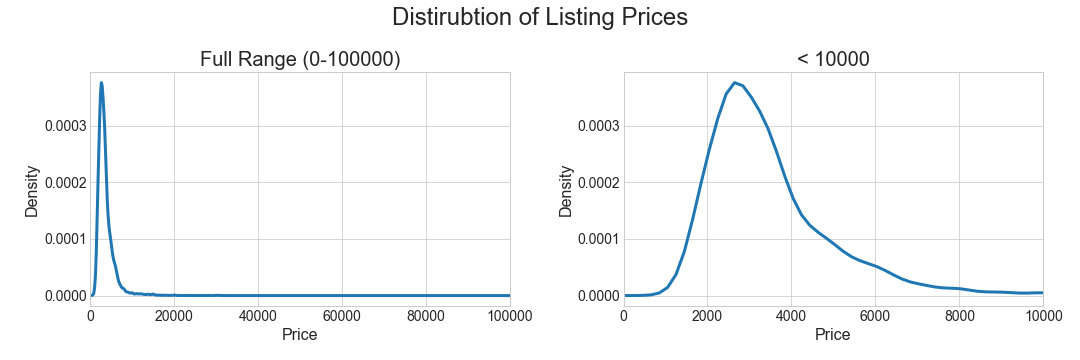 Distirubtion of Listing Prices
Full Range (0-100000)
0.0003
0.0002
0.0001
0.0000
Density
0 20000 40000 60000 80000 100000
Price
< 10000
0.0003
0.0002
0.0001
0.0000
Density
0 2000 4000 6000 8000 10000
Price